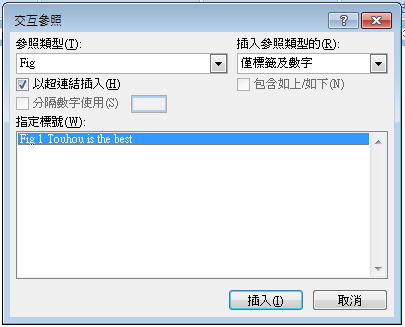 交互參照
參照類型(T):
插入參照類型的(R):
Fig
僅標籤及數字
以超連結插入(H)
包含如上/如下(N)
分隔數字使用(S)
指定標號(W):
Fig 1 Touhou is the best
插入(I)
取消